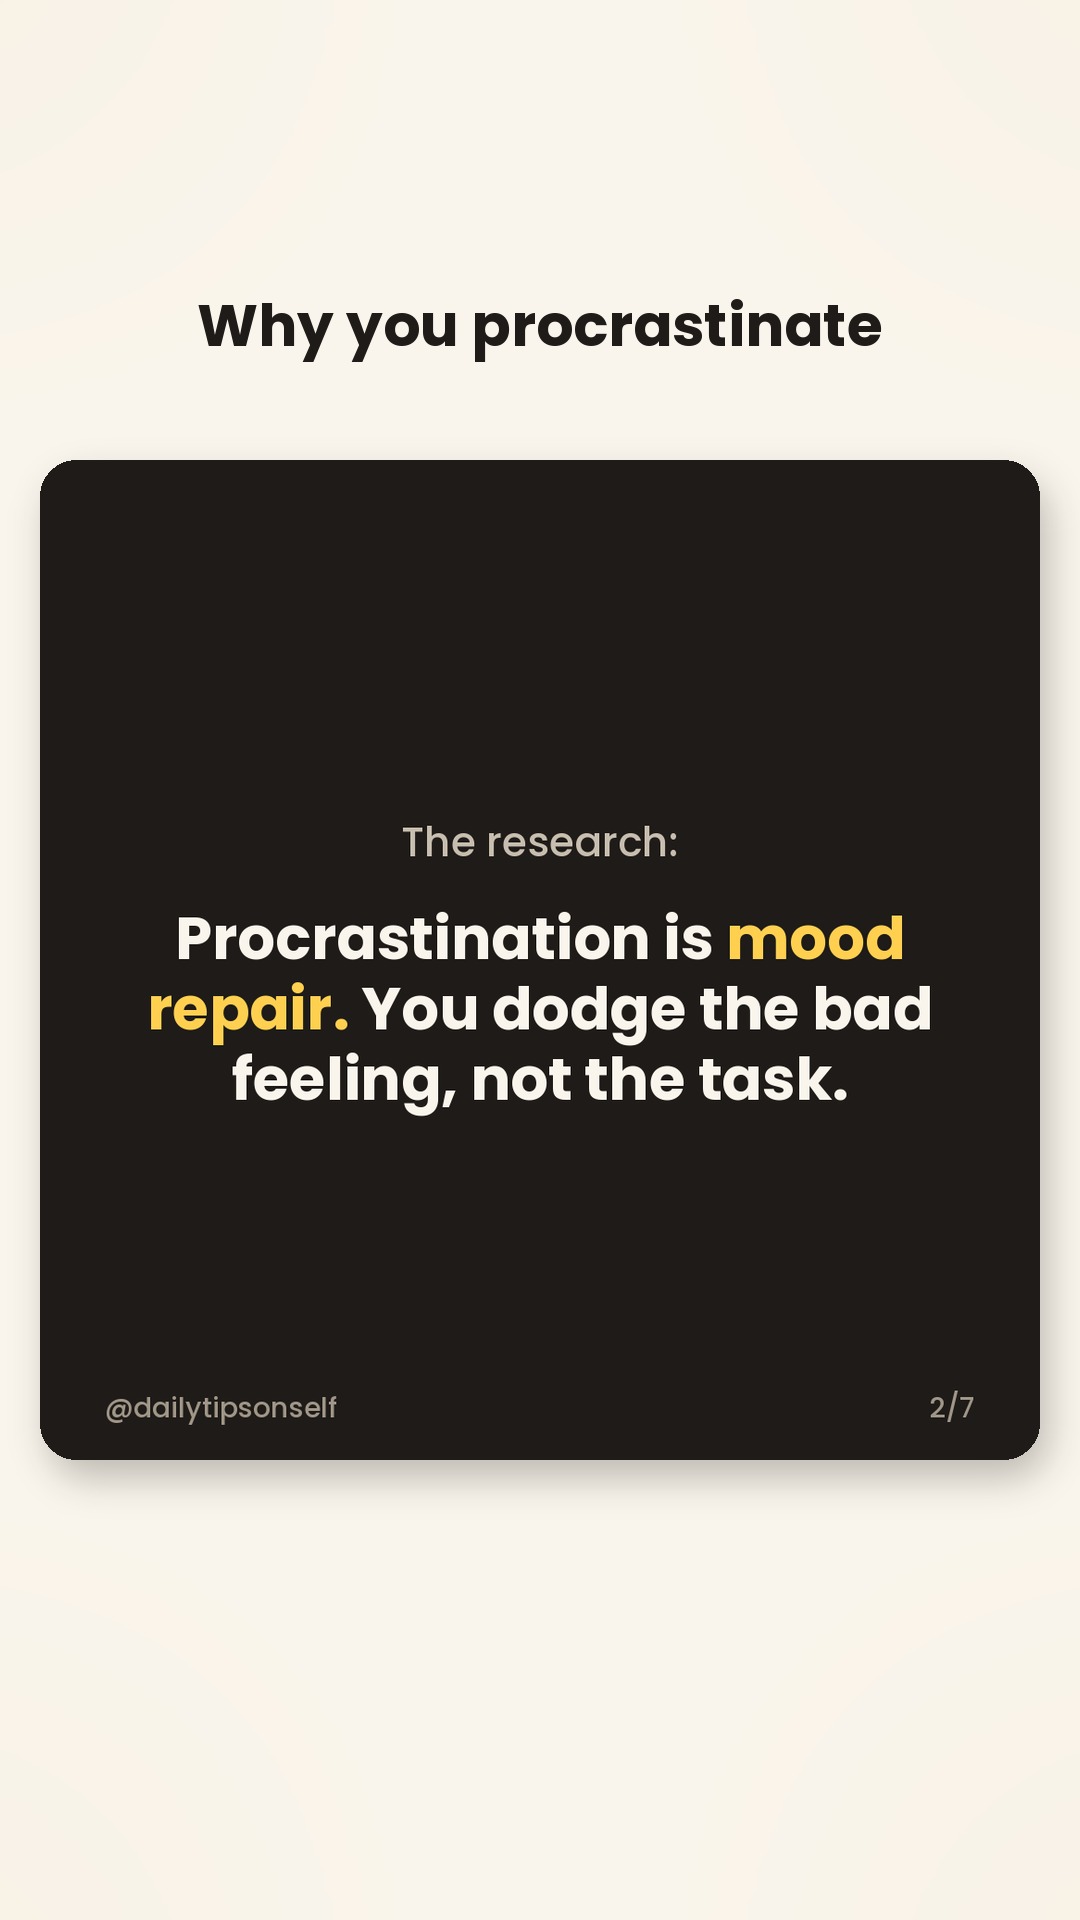 Why you procrastinate
The research:
Procrastination is mood
repair. You dodge the bad
feeling, not the task.
@dailytipsonself
2/7